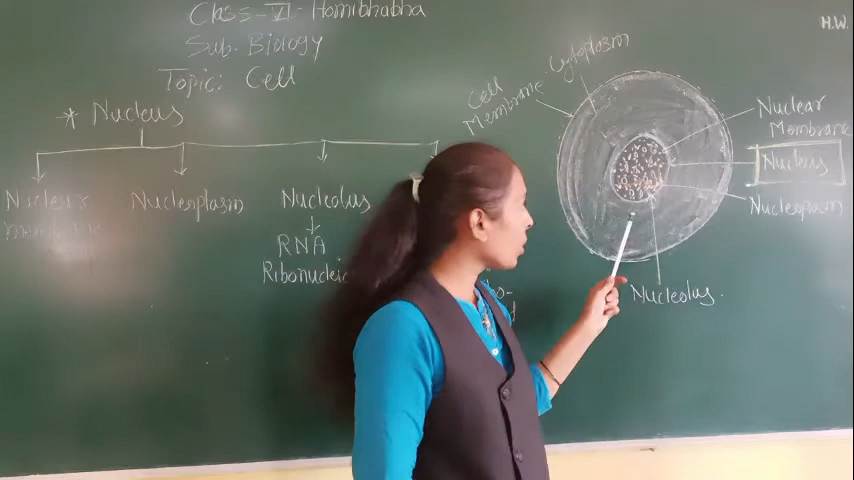 Class-VI-Homibhabha
Sub. Biology
Topic: Cell
H.W.
* Nucleus
Nuclear
Nucleoplasm
Nucleolus
RNA
Ribonucleic
Cell
Membrane
Cytoplasm
Nuclear
Membrane
Nucleus
Nucleoplasm
Nucleolus.